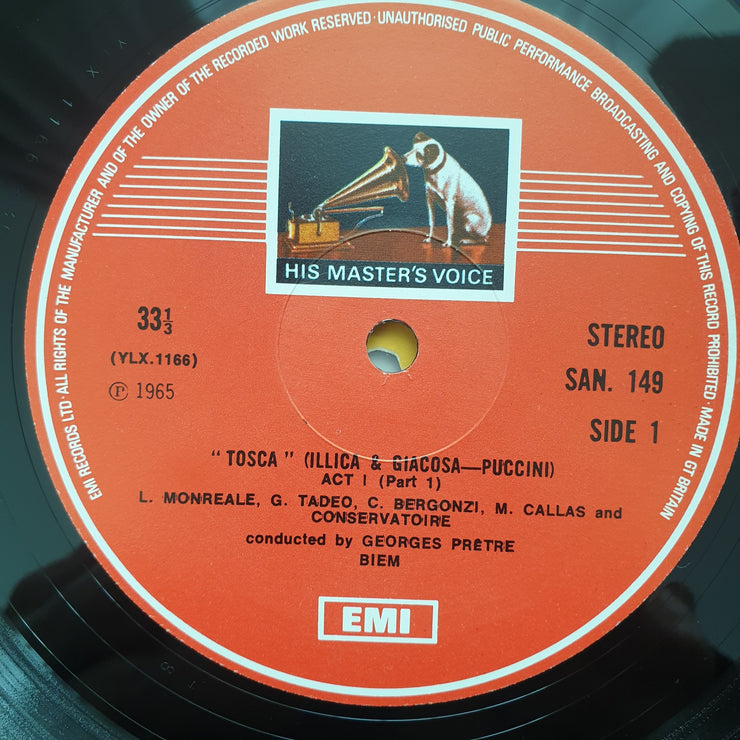 EMI RECORDS LTD · ALL RIGHTS OF THE MANUFACTURER AND OF THE OWNER OF THE RECORDED WORK RESERVED · UNAUTHORISED PUBLIC PERFORMANCE BROADCASTING AND COPYING OF THIS RECORD PROHIBITED · MADE IN GT BRITAIN
HIS MASTER'S VOICE
33⅓
(YLX.1166)
Ⓟ 1965
STEREO
SAN. 149
SIDE 1
"TOSCA" (ILLICA & GIACOSA—PUCCINI)
ACT I (Part 1)
L. MONREALE, G. TADEO, C. BERGONZI, M. CALLAS and
CONSERVATOIRE
conducted by GEORGES PRÊTRE
BIEM
EMI